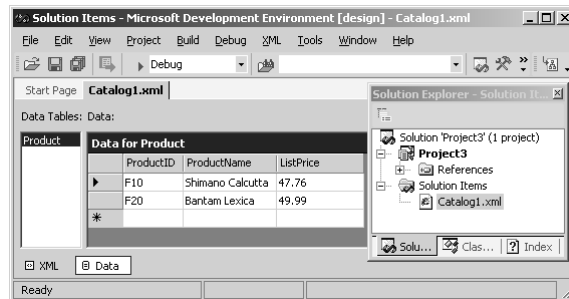 Solution Items - Microsoft Development Environment [design] - Catalog1.xml
File Edit View Project Build Debug XML Tools Window Help
Debug
Start Page Catalog1.xml
Data Tables: Data:
Product
Data for Product
ProductID ProductName ListPrice
F10 Shimano Calcutta 47.76
F20 Bantam Lexica 49.99
XML Data
Ready
Solution Explorer - Solution It...
Solution 'Project3' (1 project)
Project3
References
Solution Items
Catalog1.xml
Solu... Clas... Index